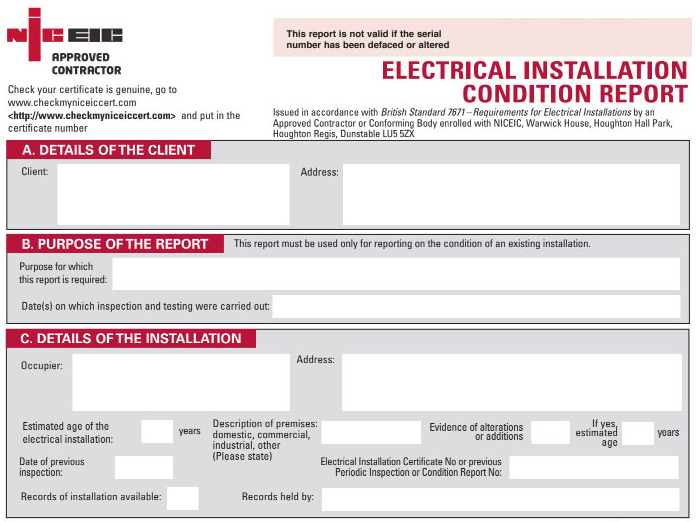 NICEIC
APPROVED
CONTRACTOR
This report is not valid if the serial
number has been defaced or altered
Check your certificate is genuine, go to
www.checkmyniceiccert.com
<http://www.checkmyniceiccert.com> and put in the
certificate number
ELECTRICAL INSTALLATION
CONDITION REPORT
Issued in accordance with British Standard 7671 – Requirements for Electrical Installations by an
Approved Contractor or Conforming Body enrolled with NICEIC, Warwick House, Houghton Hall Park,
Houghton Regis, Dunstable LU5 5ZX
A. DETAILS OF THE CLIENT
Client:
Address:
B. PURPOSE OF THE REPORT
This report must be used only for reporting on the condition of an existing installation.
Purpose for which
this report is required:
Date(s) on which inspection and testing were carried out:
C. DETAILS OF THE INSTALLATION
Occupier:
Address:
Estimated age of the
electrical installation:
years
Description of premises:
domestic, commercial,
industrial, other
(Please state)
Evidence of alterations
or additions
If yes,
estimated
age
years
Date of previous
inspection:
Electrical Installation Certificate No or previous
Periodic Inspection or Condition Report No:
Records of installation available:
Records held by: